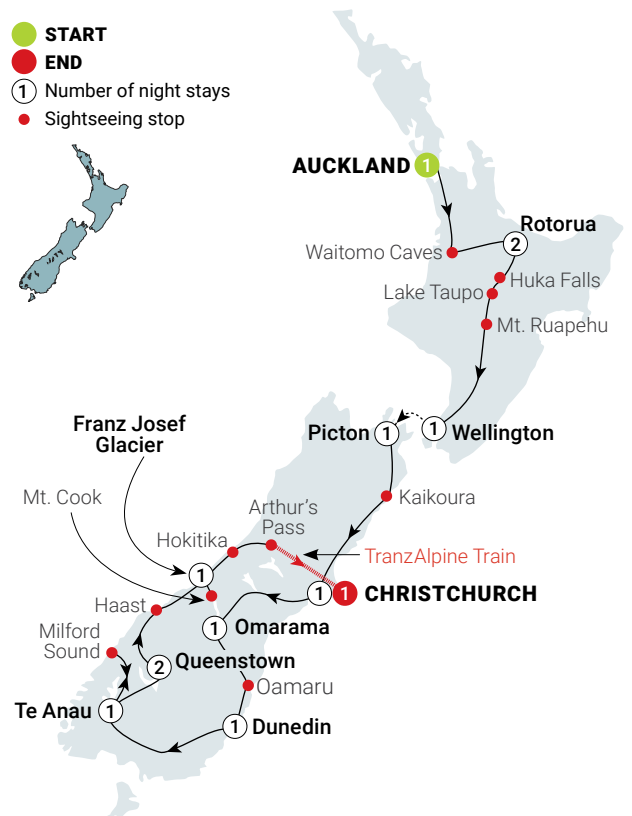 START
END
1 Number of night stays
Sightseeing stop
AUCKLAND 1
Rotorua
2
Waitomo Caves
Huka Falls
Lake Taupo
Mt. Ruapehu
Franz Josef
Glacier
Picton 1
1 Wellington
Mt. Cook
Kaikoura
Arthur's
Pass
Hokitika
TranzAlpine Train
1
1 1 CHRISTCHURCH
Haast
1 Omarama
Milford
Sound
2 Queenstown
Oamaru
Te Anau 1
1 Dunedin